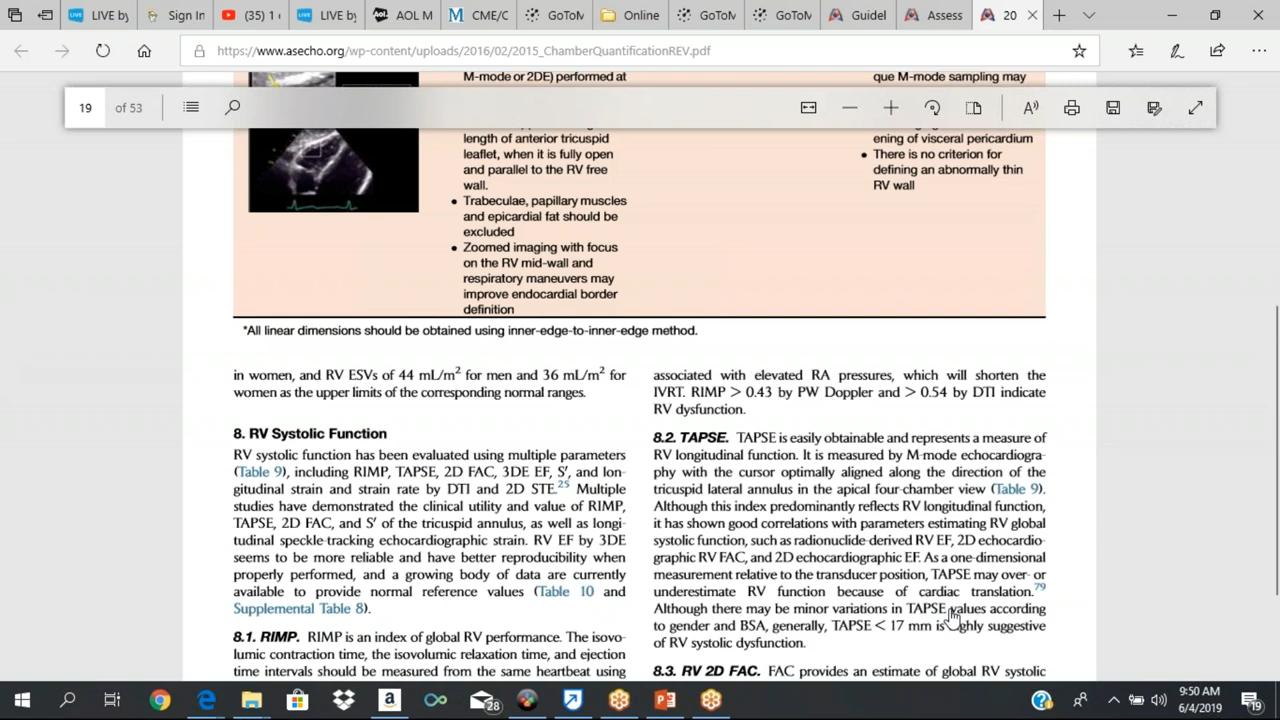 LIVE by
Sign In
(35) 1 (
LIVE by
AOL M
CME/C
GoToM
Online
GoToM
GoToM
Guidel
Assess
20
https://www.asecho.org/wp-content/uploads/2016/02/2015_ChamberQuantificationREV.pdf
M-mode or 2DE) performed at
que M-mode sampling may
19 of 53
length of anterior tricuspid
leaflet, when it is fully open
and parallel to the RV free
wall.
• Trabeculae, papillary muscles
and epicardial fat should be
excluded
• Zoomed imaging with focus
on the RV mid-wall and
respiratory maneuvers may
improve endocardial border
definition
ening of visceral pericardium
• There is no criterion for
defining an abnormally thin
RV wall
*All linear dimensions should be obtained using inner-edge-to-inner-edge method.
in women, and RV ESVs of 44 mL/m² for men and 36 mL/m² for
women as the upper limits of the corresponding normal ranges.
8. RV Systolic Function
RV systolic function has been evaluated using multiple parameters
(Table 9), including RIMP, TAPSE, 2D FAC, 3DE EF, S′, and lon-
gitudinal strain and strain rate by DTI and 2D STE.25 Multiple
studies have demonstrated the clinical utility and value of RIMP,
TAPSE, 2D FAC, and S′ of the tricuspid annulus, as well as longi-
tudinal speckle-tracking echocardiographic strain. RV EF by 3DE
seems to be more reliable and have better reproducibility when
properly performed, and a growing body of data are currently
available to provide normal reference values (Table 10 and
Supplemental Table 8).
8.1. RIMP. RIMP is an index of global RV performance. The isovo-
lumic contraction time, the isovolumic relaxation time, and ejection
time intervals should be measured from the same heartbeat using
associated with elevated RA pressures, which will shorten the
IVRT. RIMP > 0.43 by PW Doppler and > 0.54 by DTI indicate
RV dysfunction.
8.2. TAPSE. TAPSE is easily obtainable and represents a measure of
RV longitudinal function. It is measured by M-mode echocardiogra-
phy with the cursor optimally aligned along the direction of the
tricuspid lateral annulus in the apical four-chamber view (Table 9).
Although this index predominantly reflects RV longitudinal function,
it has shown good correlations with parameters estimating RV global
systolic function, such as radionuclide-derived RV EF, 2D echocardio-
graphic RV FAC, and 2D echocardiographic EF. As a one-dimensional
measurement relative to the transducer position, TAPSE may over- or
underestimate RV function because of cardiac translation.79
Although there may be minor variations in TAPSE values according
to gender and BSA, generally, TAPSE < 17 mm is highly suggestive
of RV systolic dysfunction.
8.3. RV 2D FAC. FAC provides an estimate of global RV systolic
28
9:50 AM
6/4/2019
19